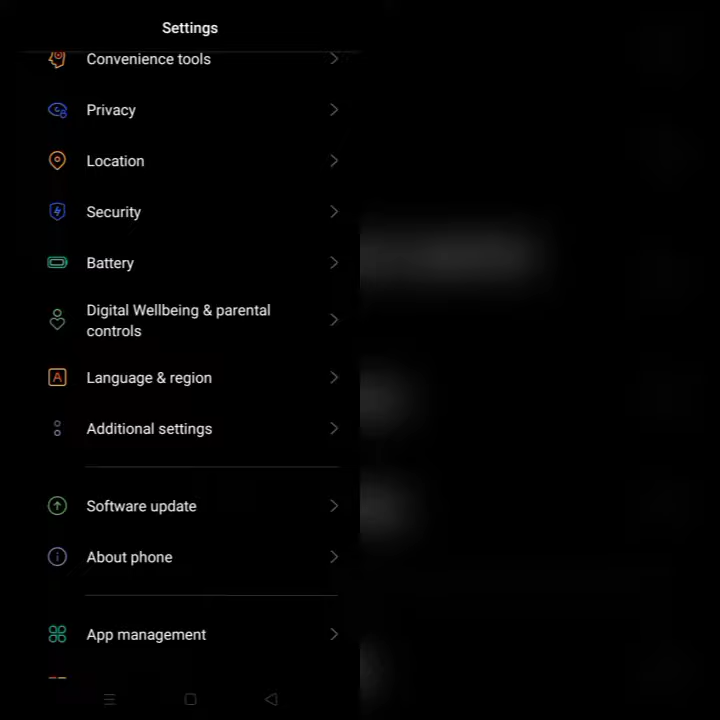 Settings
Convenience tools
Privacy
Location
Security
Battery
Digital Wellbeing & parental
controls
A
Language & region
Additional settings
Software update
About phone
App management